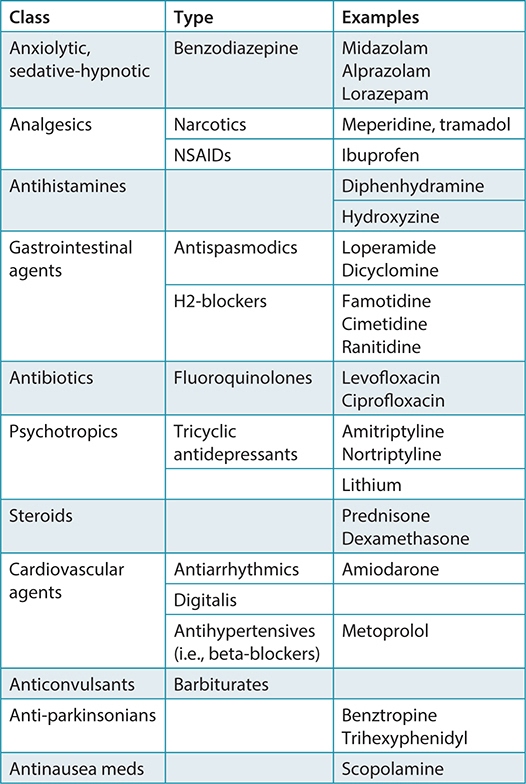 Class Type Examples
Anxiolytic, Benzodiazepine Midazolam
sedative-hypnotic Alprazolam
Lorazepam
Analgesics Narcotics Meperidine, tramadol
NSAIDs Ibuprofen
Antihistamines Diphenhydramine
Hydroxyzine
Gastrointestinal Antispasmodics Loperamide
agents Dicyclomine
H2-blockers Famotidine
Cimetidine
Ranitidine
Antibiotics Fluoroquinolones Levofloxacin
Ciprofloxacin
Psychotropics Tricyclic Amitriptyline
antidepressants Nortriptyline
Lithium
Steroids Prednisone
Dexamethasone
Cardiovascular Antiarrhythmics Amiodarone
agents Digitalis
Antihypertensives Metoprolol
(i.e., beta-blockers)
Anticonvulsants Barbiturates
Anti-parkinsonians Benztropine
Trihexyphenidyl
Antinausea meds Scopolamine